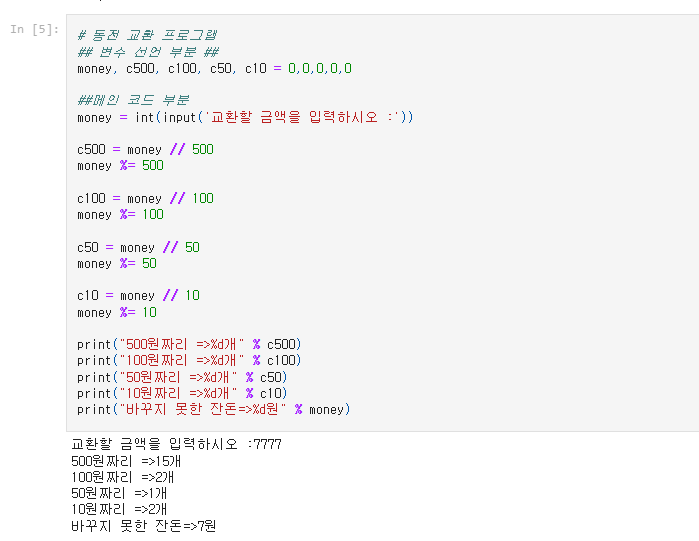 In [5]:
# 동전 교환 프로그램
## 변수 선언 부분 ##
money, c500, c100, c50, c10 = 0,0,0,0,0
##메인 코드 부분
money = int(input('교환할 금액을 입력하시오 :'))
c500 = money // 500
money %= 500
c100 = money // 100
money %= 100
c50 = money // 50
money %= 50
c10 = money // 10
money %= 10
print("500원짜리 =>%d개" % c500)
print("100원짜리 =>%d개" % c100)
print("50원짜리 =>%d개" % c50)
print("10원짜리 =>%d개" % c10)
print("바꾸지 못한 잔돈=>%d원" % money)
교환할 금액을 입력하시오 :7777
500원짜리 =>15개
100원짜리 =>2개
50원짜리 =>1개
10원짜리 =>2개
바꾸지 못한 잔돈=>7원